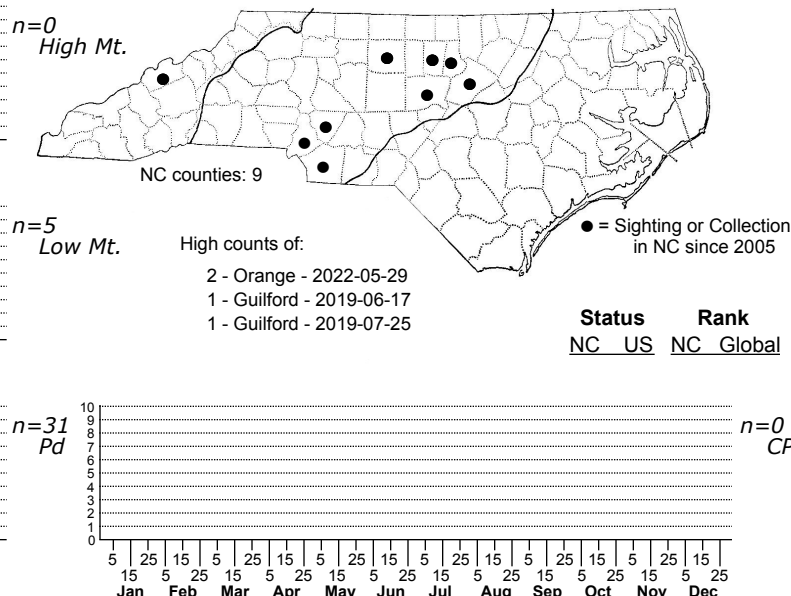 n=0
High Mt.
NC counties: 9
n=5
Low Mt.
High counts of:
2 - Orange - 2022-05-29
1 - Guilford - 2019-06-17
1 - Guilford - 2019-07-25
● = Sighting or Collection
in NC since 2005
Status Rank
NC US NC Global
n=31
Pd
n=0
CP
10
9
8
7
6
5
4
3
2
1
0
5 25 15 5 25 15 5 25 15 5 25 15 5 25 15 5 25 15
15 5 25 15 5 25 15 5 25 15 5 25 15 5 25 15 5 25
Jan Feb Mar Apr May Jun Jul Aug Sep Oct Nov Dec